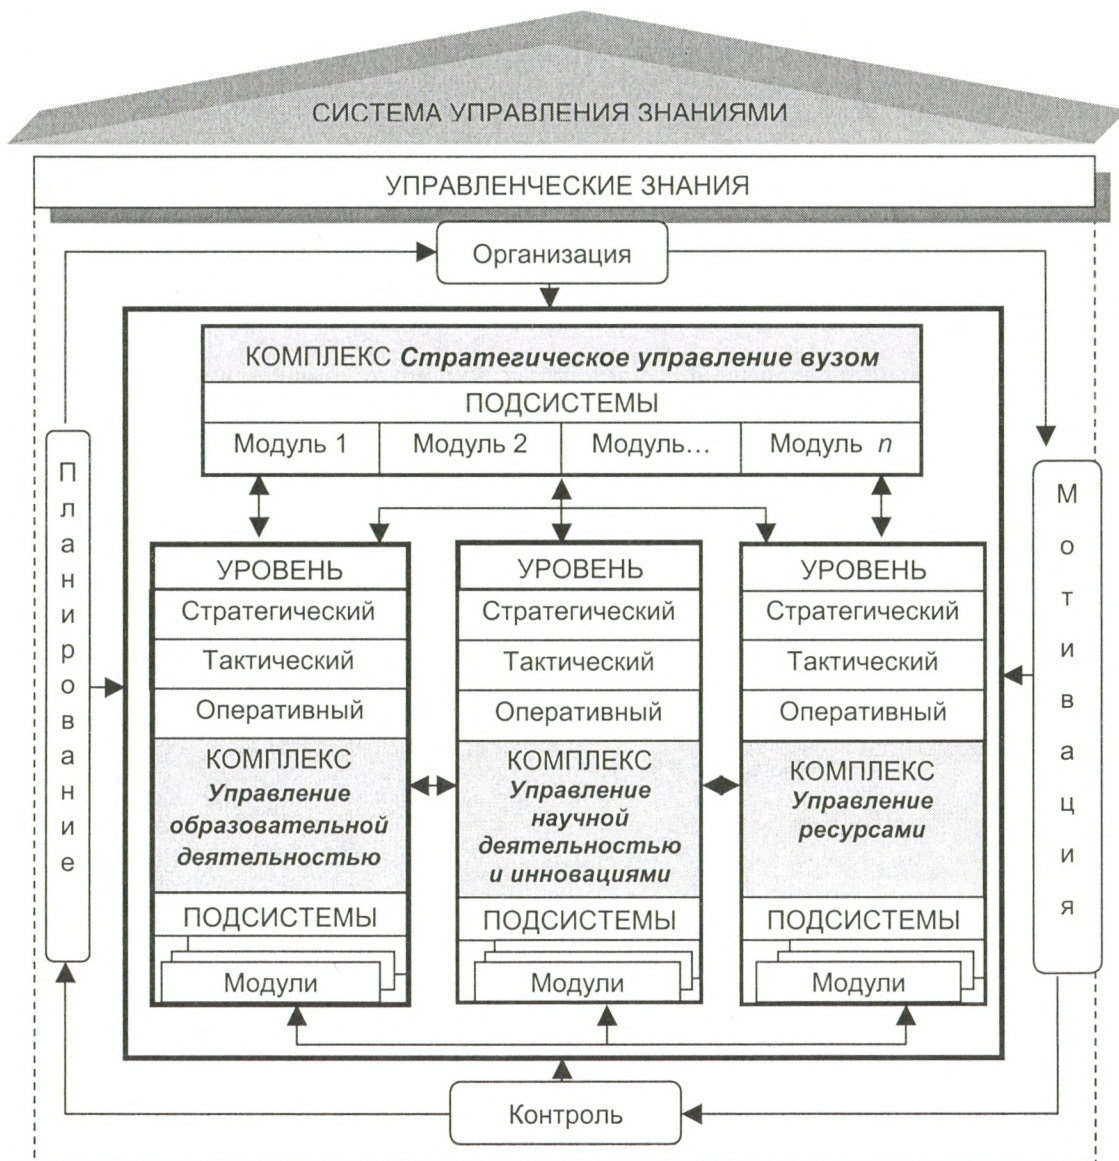 СИСТЕМА УПРАВЛЕНИЯ ЗНАНИЯМИ
УПРАВЛЕНЧЕСКИЕ ЗНАНИЯ
Организация
Планирование
КОМПЛЕКС Стратегическое управление вузом
ПОДСИСТЕМЫ
Модуль 1
Модуль 2
Модуль...
Модуль n
Мотивация
УРОВЕНЬ
Стратегический
Тактический
Оперативный
КОМПЛЕКС
Управление
образовательной
деятельностью
ПОДСИСТЕМЫ
Модули
УРОВЕНЬ
Стратегический
Тактический
Оперативный
КОМПЛЕКС
Управление
научной
деятельностью
и инновациями
ПОДСИСТЕМЫ
Модули
УРОВЕНЬ
Стратегический
Тактический
Оперативный
КОМПЛЕКС
Управление
ресурсами
ПОДСИСТЕМЫ
Модули
Контроль